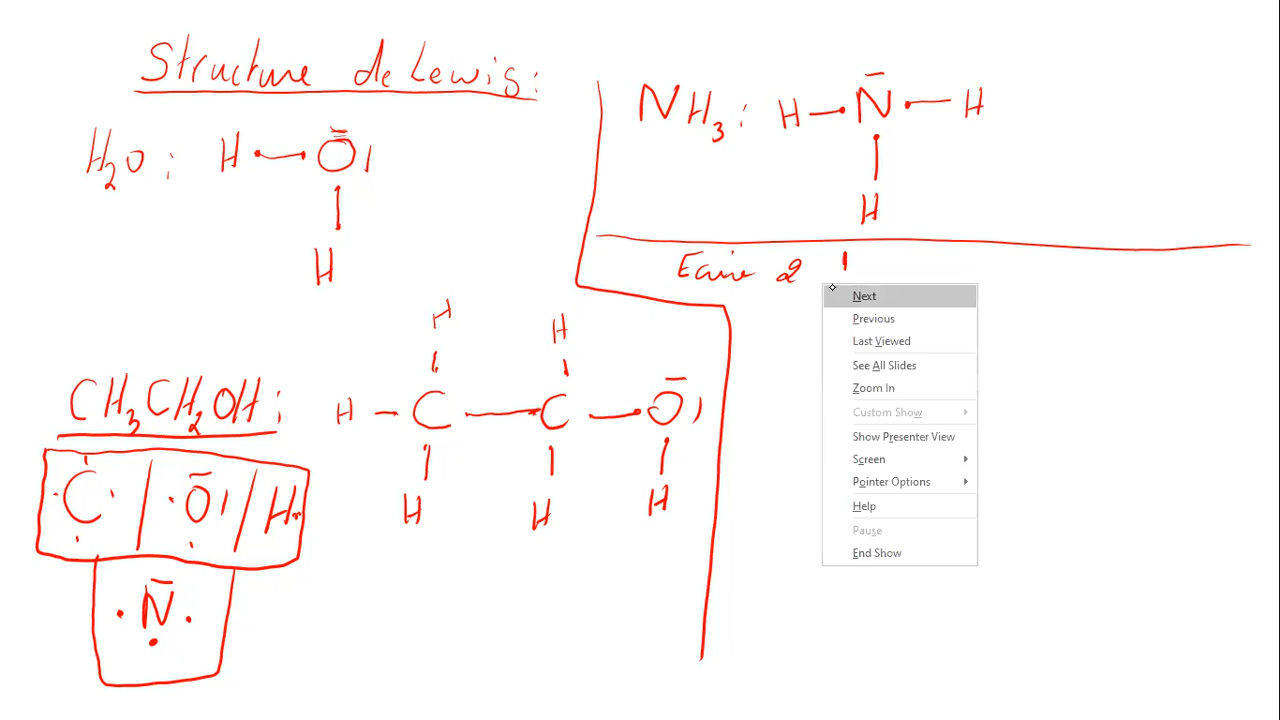 Structure de Lewis:
H2O : H — O
H
NH3 : H — N — H
H
Ecrire 2
CH3CH2OH :
H H
H — C — C — O
H H H
C / O / H
N
Next
Previous
Last Viewed
See All Slides
Zoom In
Custom Show
Show Presenter View
Screen
Pointer Options
Help
Pause
End Show